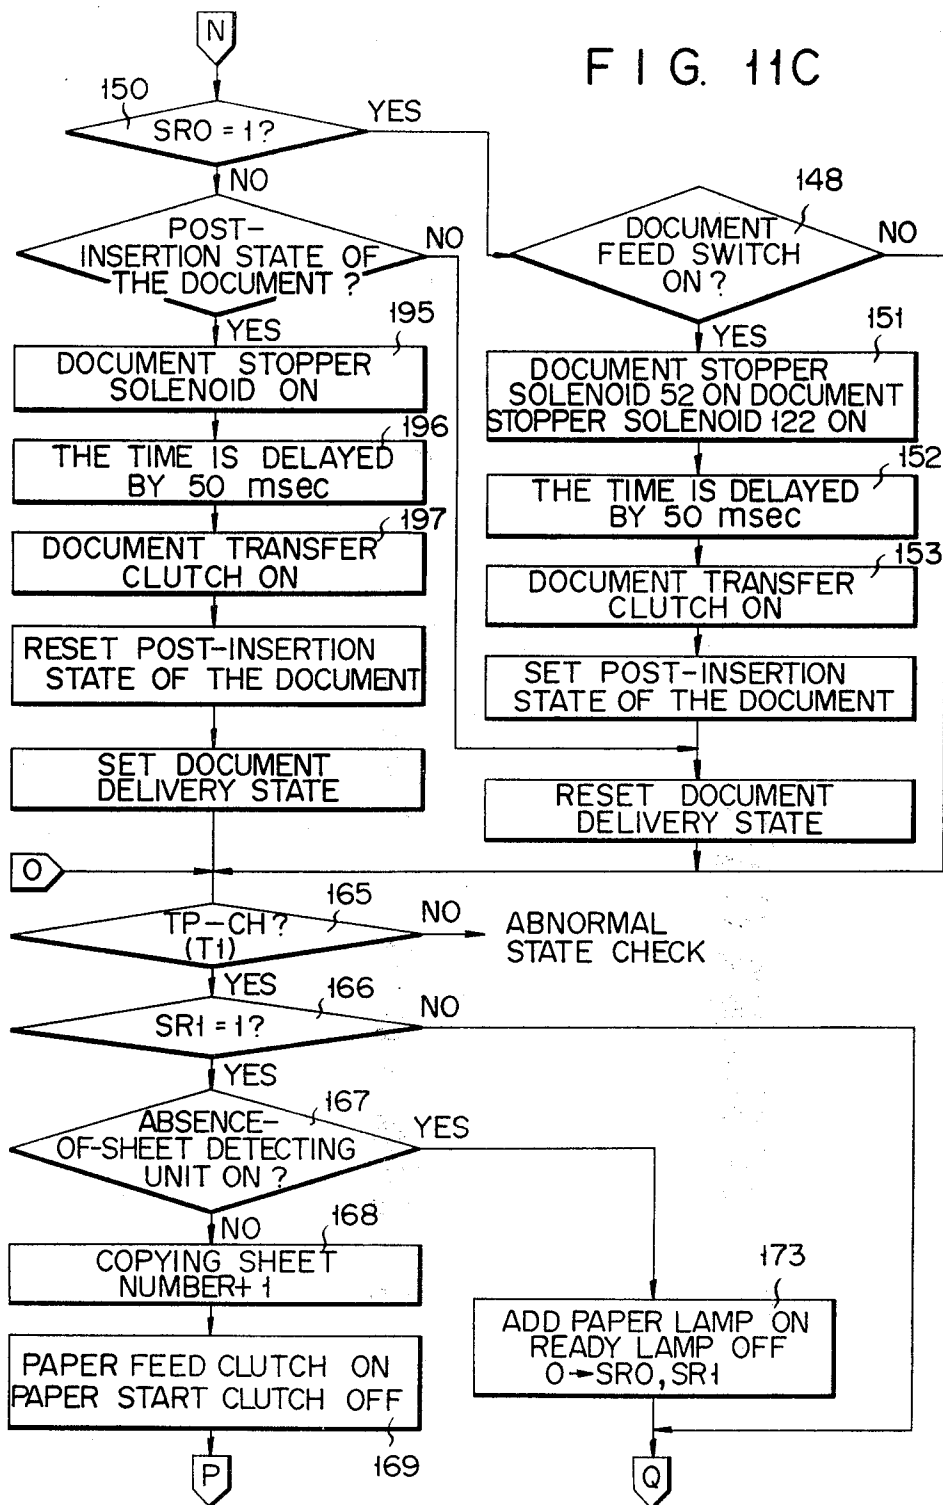 N
FIG. 11C
150
SR0 = 1?
YES
NO
148
POST-
INSERTION STATE OF
THE DOCUMENT ?
NO
YES
DOCUMENT
FEED SWITCH
ON ?
NO
YES
195
DOCUMENT STOPPER
SOLENOID ON
151
DOCUMENT STOPPER
SOLENOID 52 ON DOCUMENT
STOPPER SOLENOID 122 ON
196
THE TIME IS DELAYED
BY 50 msec
152
THE TIME IS DELAYED
BY 50 msec
197
DOCUMENT TRANSFER
CLUTCH ON
153
DOCUMENT TRANSFER
CLUTCH ON
RESET POST-INSERTION
STATE OF THE DOCUMENT
SET POST-INSERTION
STATE OF THE DOCUMENT
SET DOCUMENT
DELIVERY STATE
RESET DOCUMENT
DELIVERY STATE
O
165
TP-CH?
(T1)
NO
ABNORMAL
STATE CHECK
YES
166
SR1 = 1?
NO
YES
167
ABSENCE-
OF-SHEET DETECTING
UNIT ON ?
YES
NO
168
COPYING SHEET
NUMBER+1
173
ADD PAPER LAMP ON
READY LAMP OFF
0→SR0, SR1
PAPER FEED CLUTCH ON
PAPER START CLUTCH OFF
169
P
Q